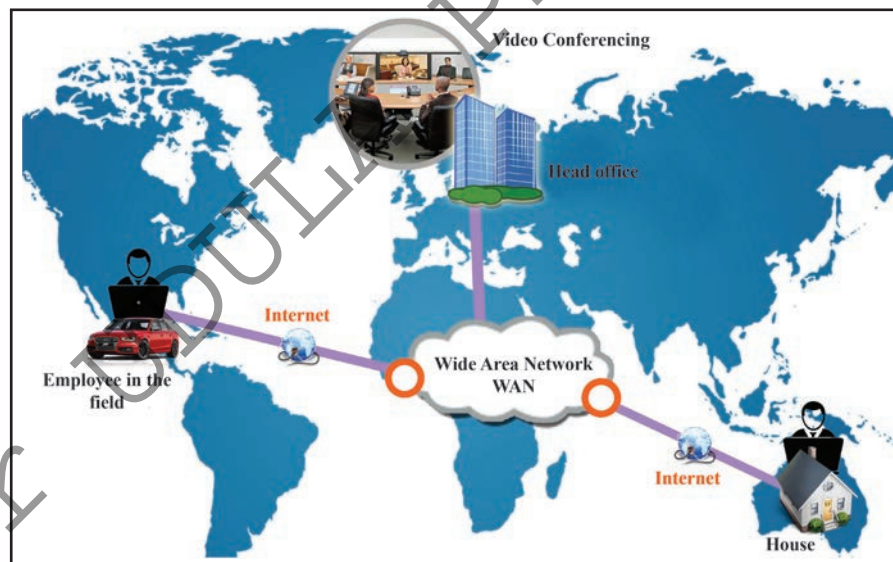 Video Conferencing
Head office
Internet
Wide Area Network
WAN
Employee in the
field
Internet
House